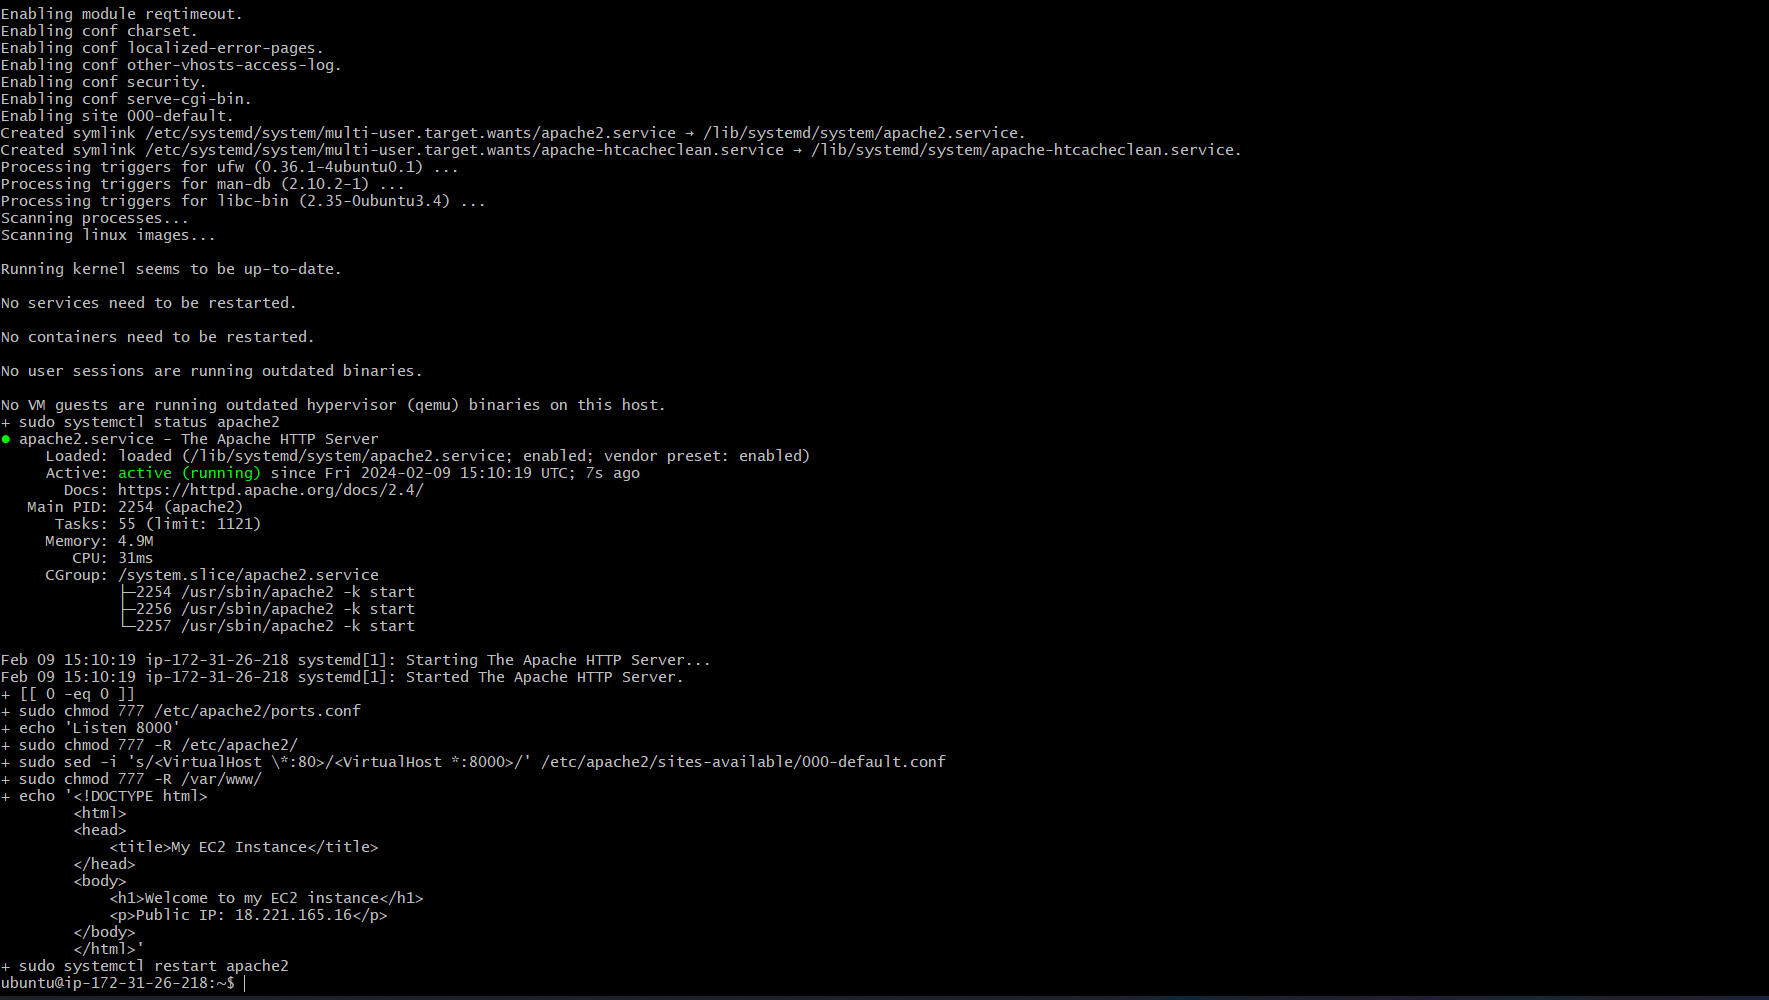 Enabling module reqtimeout.
Enabling conf charset.
Enabling conf localized-error-pages.
Enabling conf other-vhosts-access-log.
Enabling conf security.
Enabling conf serve-cgi-bin.
Enabling site 000-default.
Created symlink /etc/systemd/system/multi-user.target.wants/apache2.service → /lib/systemd/system/apache2.service.
Created symlink /etc/systemd/system/multi-user.target.wants/apache-htcacheclean.service → /lib/systemd/system/apache-htcacheclean.service.
Processing triggers for ufw (0.36.1-4ubuntu0.1) ...
Processing triggers for man-db (2.10.2-1) ...
Processing triggers for libc-bin (2.35-0ubuntu3.4) ...
Scanning processes...
Scanning linux images...
Running kernel seems to be up-to-date.
No services need to be restarted.
No containers need to be restarted.
No user sessions are running outdated binaries.
No VM guests are running outdated hypervisor (qemu) binaries on this host.
+ sudo systemctl status apache2
● apache2.service - The Apache HTTP Server
     Loaded: loaded (/lib/systemd/system/apache2.service; enabled; vendor preset: enabled)
     Active: active (running) since Fri 2024-02-09 15:10:19 UTC; 7s ago
       Docs: https://httpd.apache.org/docs/2.4/
   Main PID: 2254 (apache2)
      Tasks: 55 (limit: 1121)
     Memory: 4.9M
        CPU: 31ms
     CGroup: /system.slice/apache2.service
             ├─2254 /usr/sbin/apache2 -k start
             ├─2256 /usr/sbin/apache2 -k start
             └─2257 /usr/sbin/apache2 -k start
Feb 09 15:10:19 ip-172-31-26-218 systemd[1]: Starting The Apache HTTP Server...
Feb 09 15:10:19 ip-172-31-26-218 systemd[1]: Started The Apache HTTP Server.
+ [[ 0 -eq 0 ]]
+ sudo chmod 777 /etc/apache2/ports.conf
+ echo 'Listen 8000'
+ sudo chmod 777 -R /etc/apache2/
+ sudo sed -i 's/<VirtualHost \*:80>/<VirtualHost *:8000>/' /etc/apache2/sites-available/000-default.conf
+ sudo chmod 777 -R /var/www/
+ echo '<!DOCTYPE html>
        <html>
        <head>
            <title>My EC2 Instance</title>
        </head>
        <body>
            <h1>Welcome to my EC2 instance</h1>
            <p>Public IP: 18.221.165.16</p>
        </body>
        </html>'
+ sudo systemctl restart apache2
ubuntu@ip-172-31-26-218:~$